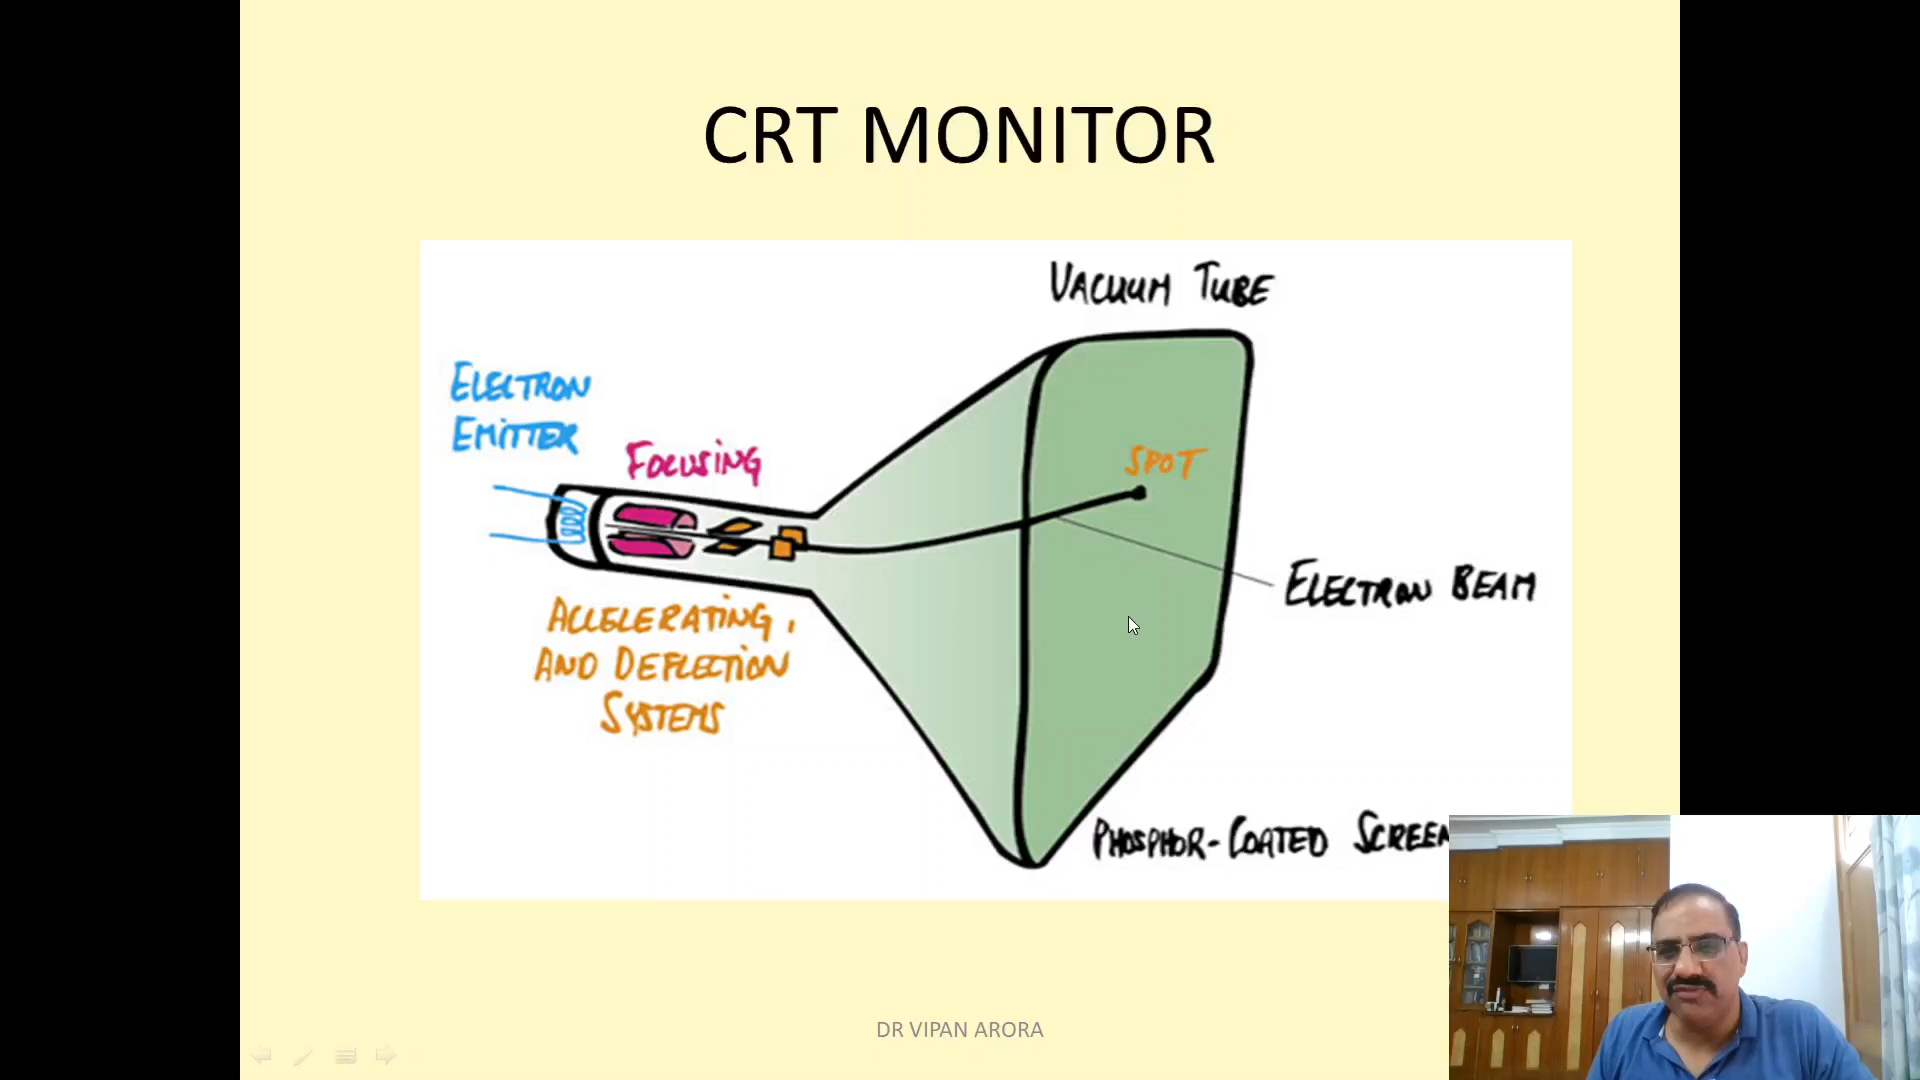 CRT MONITOR
VACUUM TUBE
ELECTRON
EMITTER
FOCUSING
SPOT
ELECTRON BEAM
ACCELERATING,
AND DEFLECTION
SYSTEMS
PHOSPHOR-COATED SCREEN
DR VIPAN ARORA